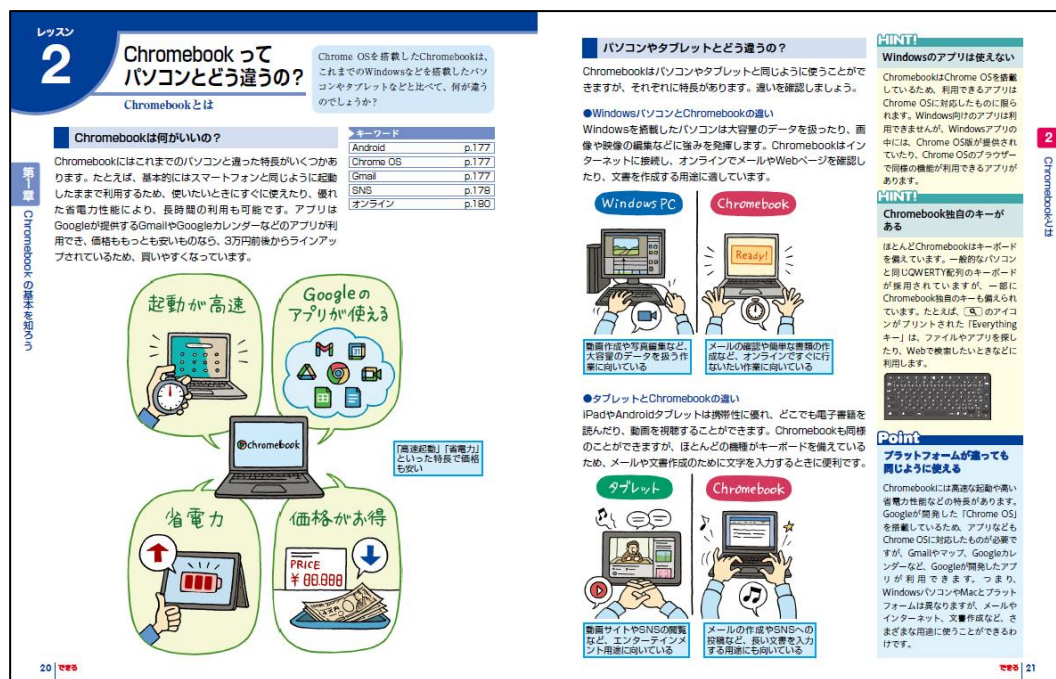 レッスン
2
Chromebook って
パソコンとどう違うの？
Chromebookとは
Chrome OSを搭載したChromebookは、
これまでのWindowsなどを搭載したパソ
コンやタブレットなどと比べて、何が違う
のでしょうか？
第1章 Chromebookの基本を知ろう
Chromebookは何がいいの？
Chromebookにはこれまでのパソコンと違った特長がいくつかあ
ります。たとえば、基本的にはスマートフォンと同じように起動
したままで利用するため、使いたいときにすぐに使えたり、優れ
た省電力性能により、長時間の利用も可能です。アプリは
Googleが提供するGmailやGoogleカレンダーなどのアプリが利
用でき、価格ももっとも安いものなら、3万円前後からラインアッ
プされているため、買いやすくなっています。
▶キーワード
Android p.177
Chrome OS p.177
Gmail p.177
SNS p.178
オンライン p.180
起動が高速
Googleの
アプリが使える
Chromebook
「高速起動」「省電力」
といった特長で価格
も安い
省電力
価格がお得
PRICE
¥ 00.000
20 できる
パソコンやタブレットとどう違うの？
Chromebookはパソコンやタブレットと同じように使うことがで
きますが、それぞれに特長があります。違いを確認しましょう。
●WindowsパソコンとChromebookの違い
Windowsを搭載したパソコンは大容量のデータを扱ったり、画
像や映像の編集などに強みを発揮します。Chromebookはインタ
ーネットに接続し、オンラインでメールやWebページを確認し
たり、文書を作成する用途に適しています。
Windows PC
Chromebook
Ready!
動画作成や写真編集など、
大容量のデータを扱う作
業に向いている
メールの確認や簡単な書類の作
成など、オンラインですぐに行
ないたい作業に向いている
●タブレットとChromebookの違い
iPadやAndroidタブレットは携帯性に優れ、どこでも電子書籍を
読んだり、動画を視聴することができます。Chromebookも同様
のことができますが、ほとんどの機種がキーボードを備えている
ため、メールや文書作成のために文字を入力するときに便利です。
タブレット
Chromebook
動画サイトやSNSの閲覧
など、エンターテインメ
ント用途に向いている
メールの作成やSNSへの
投稿など、長い文書を入力
する用途にも向いている
HINT!
Windowsのアプリは使えない
ChromebookはChrome OSを搭載
しているため、利用できるアプリは
Chrome OSに対応したものに限ら
れます。Windows向けのアプリは利
用できませんが、Windowsアプリの
中には、Chrome OS版が提供され
ていたり、Chrome OSのブラウザー
で同様の機能が利用できるアプリが
あります。
HINT!
Chromebook独自のキーが
ある
ほとんどChromebookはキーボード
を備えています。一般的なパソコン
と同じQWERTY配列のキーボード
が採用されていますが、一部に
Chromebook独自のキーも備えられ
ています。たとえば、のアイコ
ンがプリントされた「Everything
キー」は、ファイルやアプリを探し
たり、Webで検索したいときなどに
利用します。
Point
プラットフォームが違っても
同じように使える
Chromebookには高速な起動や高い
省電力性能などの特長があります。
Googleが開発した「Chrome OS」
を搭載しているため、アプリなども
Chrome OSに対応したものが必要で
すが、Gmailやマップ、Googleカレ
ンダーなど、Googleが開発したアプ
リが利用できます。つまり、
WindowsパソコンやMacとプラット
フォームは異なりますが、メールや
インターネット、文書作成など、さ
まざまな用途に使うことができるわ
けです。
2
Chromebookとは
できる 21